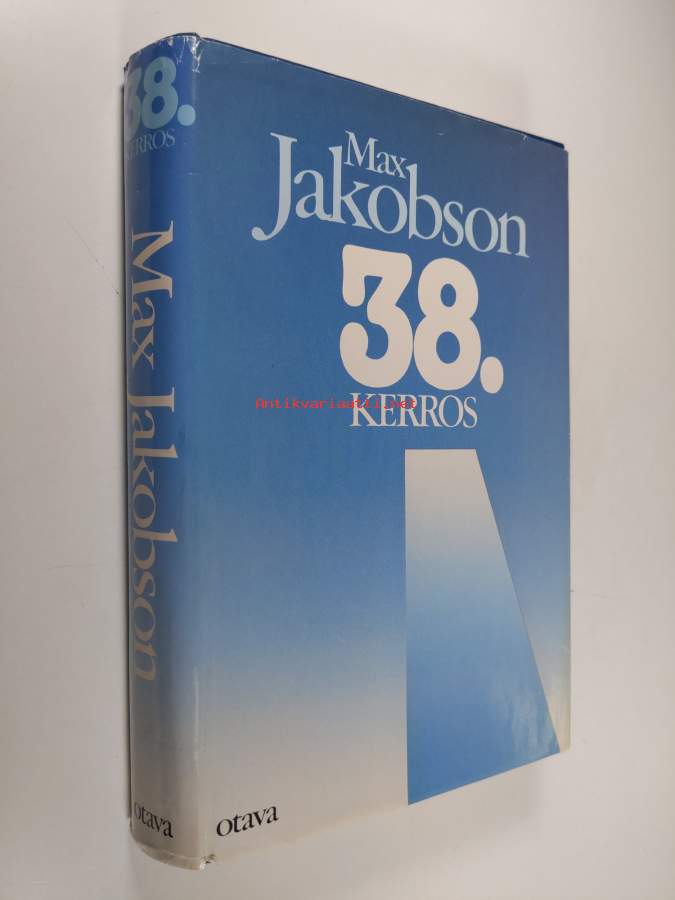 38.
KERROS
Max Jakobson
otava
Max
Jakobson
38.
Antikvariaatti.net
KERROS
otava